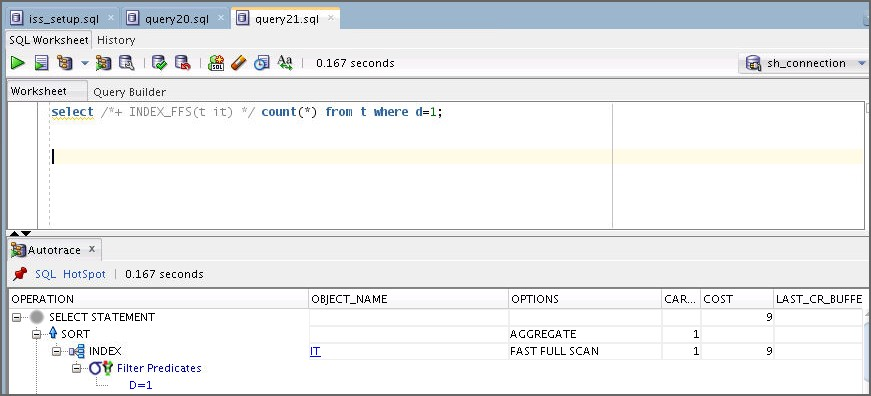 iss_setup.sql query20.sql query21.sql
SQL Worksheet History
0.167 seconds sh_connection
Worksheet Query Builder
select /*+ INDEX_FFS(t it) */ count(*) from t where d=1;
Autotrace
SQL HotSpot 0.167 seconds
OPERATION OBJECT_NAME OPTIONS CAR... COST LAST_CR_BUFFE
SELECT STATEMENT 9
SORT AGGREGATE 1
INDEX IT FAST FULL SCAN 1 9
Filter Predicates
D=1